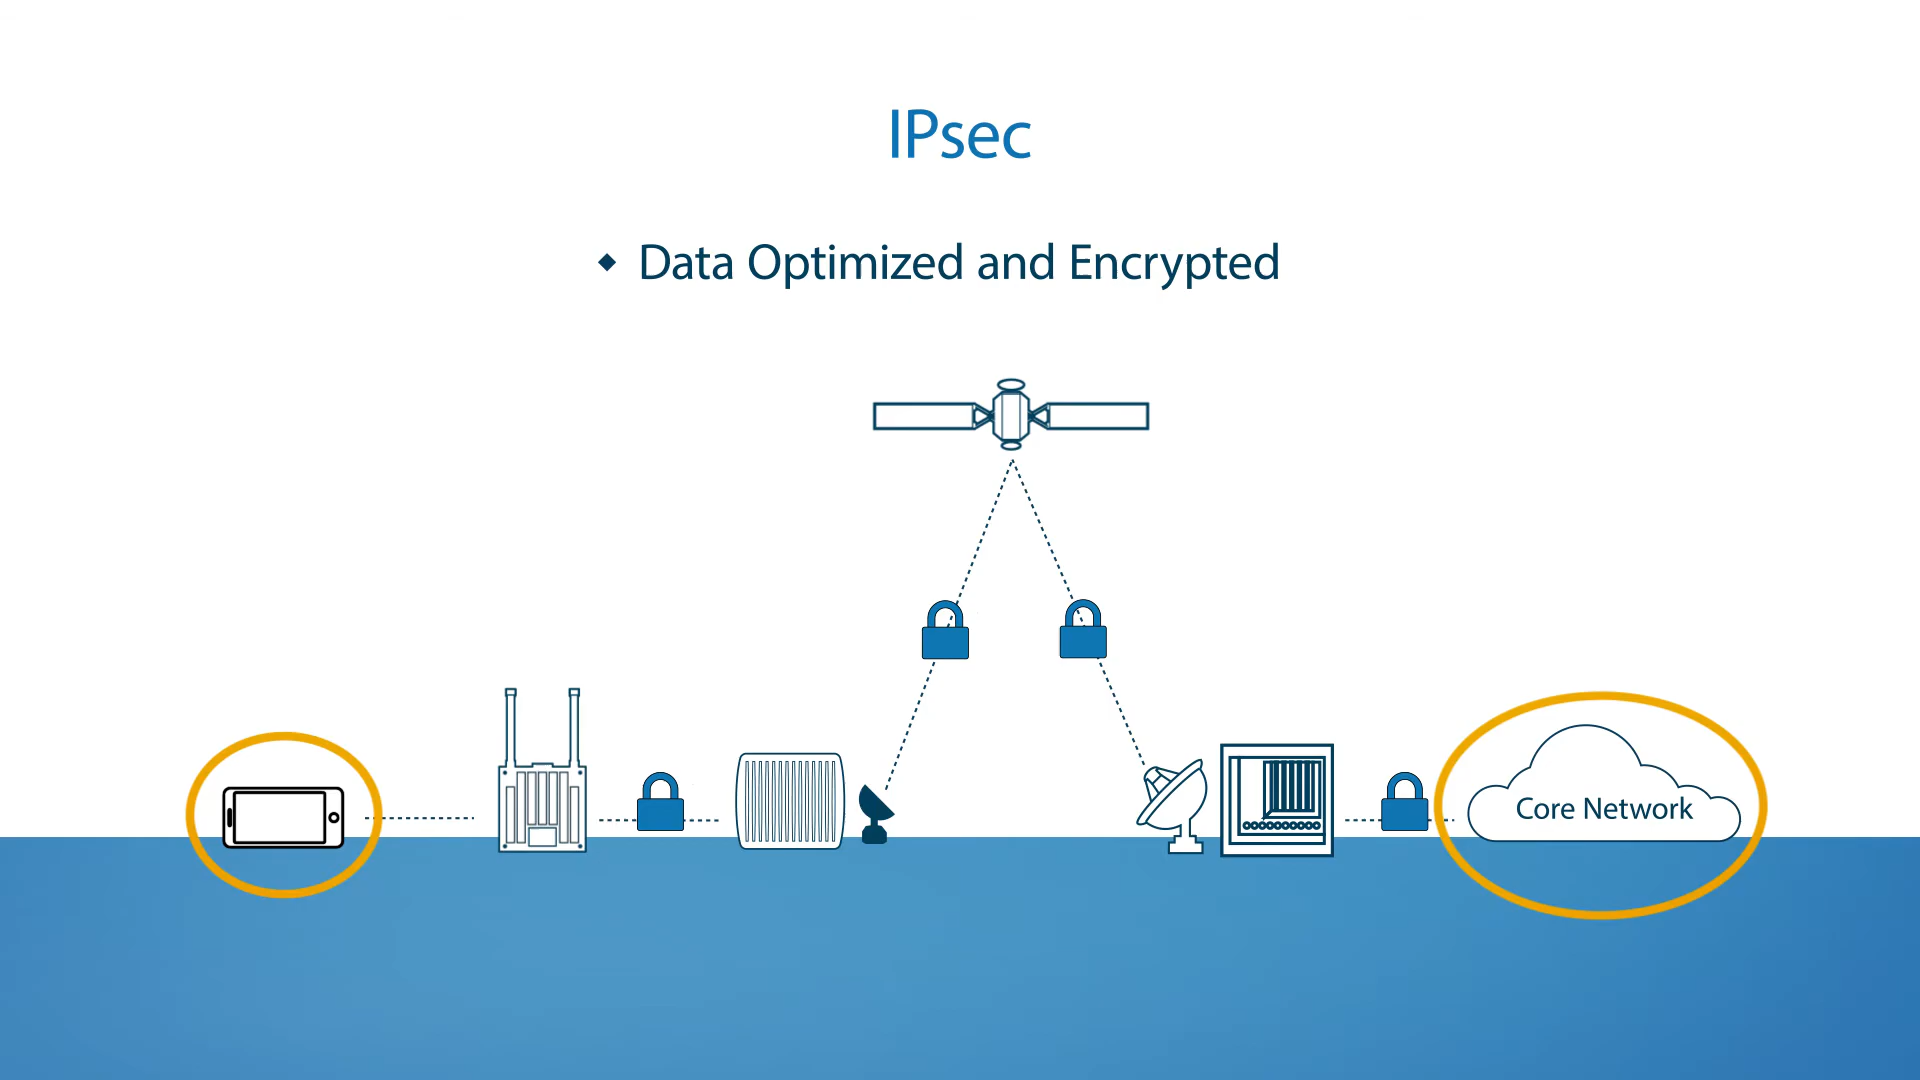 IPsec
◆ Data Optimized and Encrypted
Core Network